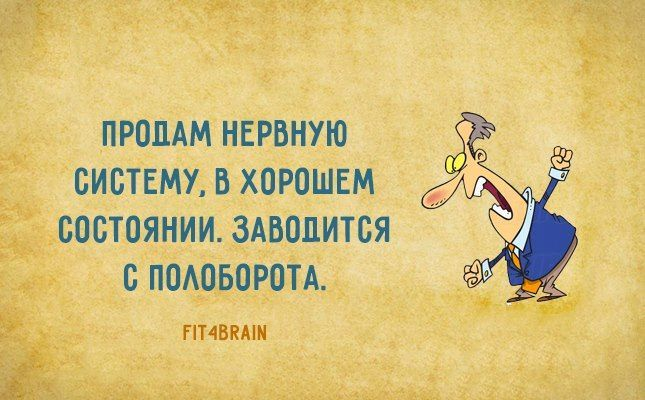 ПРОДАМ НЕРВНУЮ
СИСТЕМУ, В ХОРОШЕМ
СОСТОЯНИИ. ЗАВОДИТСЯ
С ПОЛОБОРОТА.
FIT4BRAIN